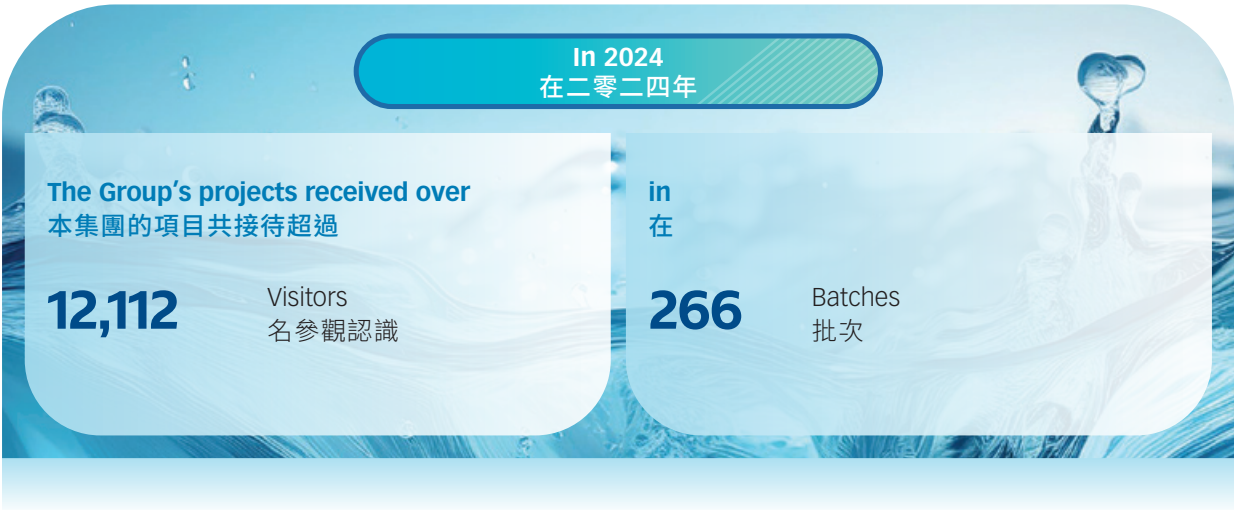 In 2024
在二零二四年
The Group’s projects received over
本集團的項目共接待超過
12,112
Visitors
名參觀認識
in
在
266
Batches
批次